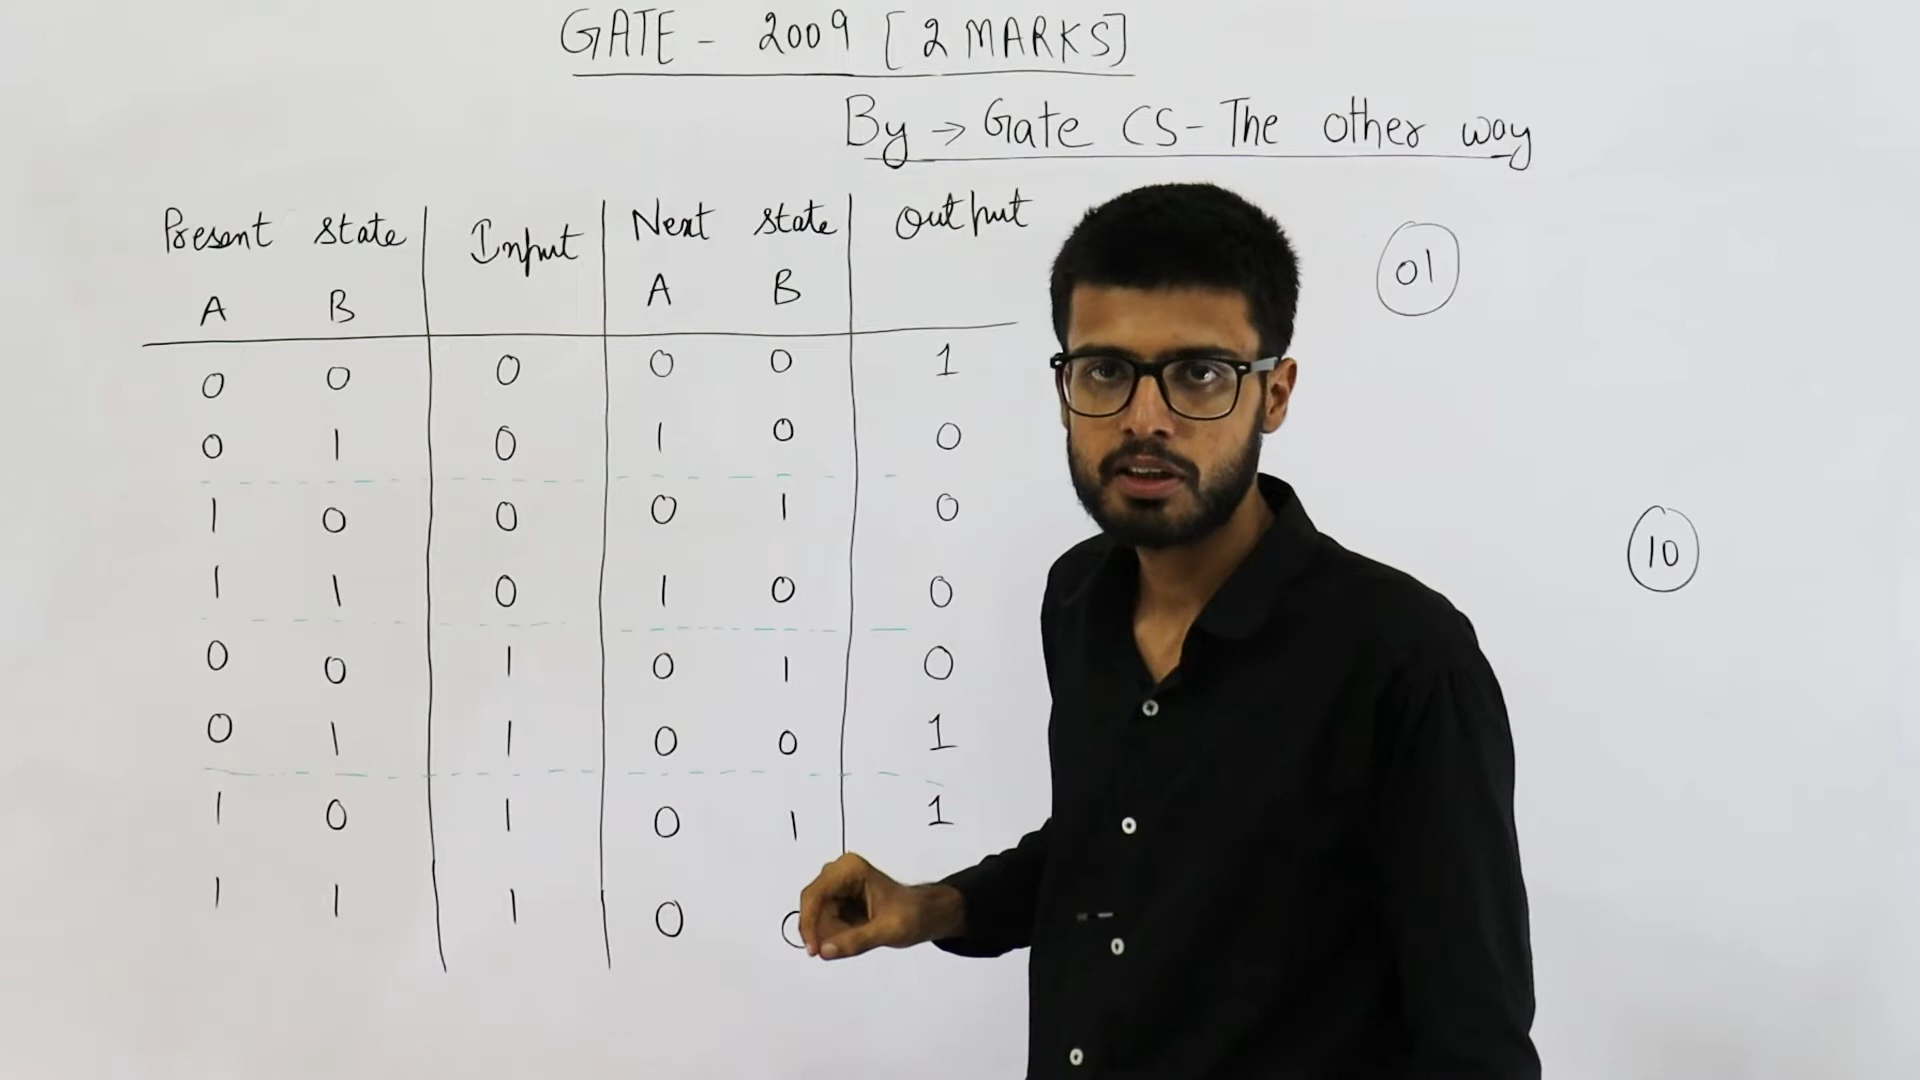 GATE - 2009 [2 MARKS]
By → Gate CS - The other way
Present state Input Next state Output
A B A B
0 0 0 0 0 1
0 1 0 1 0 0
1 0 0 0 1 0
1 1 0 1 0 0
0 0 1 0 1 0
0 1 1 0 0 1
1 0 1 0 1 1
1 1 1 0 0
01
10